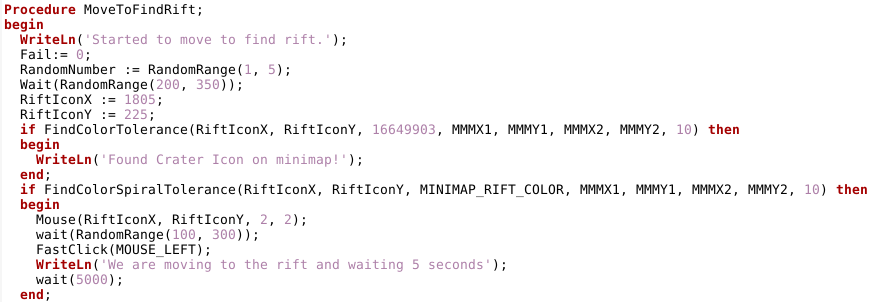 Procedure MoveToFindRift;
begin
  WriteLn('Started to move to find rift.');
  Fail:= 0;
  RandomNumber := RandomRange(1, 5);
  Wait(RandomRange(200, 350));
  RiftIconX := 1805;
  RiftIconY := 225;
  if FindColorTolerance(RiftIconX, RiftIconY, 16649903, MMMX1, MMMY1, MMMX2, MMMY2, 10) then
  begin
    WriteLn('Found Crater Icon on minimap!');
  end;
  if FindColorSpiralTolerance(RiftIconX, RiftIconY, MINIMAP_RIFT_COLOR, MMMX1, MMMY1, MMMX2, MMMY2, 10) then
  begin
    Mouse(RiftIconX, RiftIconY, 2, 2);
    wait(RandomRange(100, 300));
    FastClick(MOUSE_LEFT);
    WriteLn('We are moving to the rift and waiting 5 seconds');
    wait(5000);
  end;